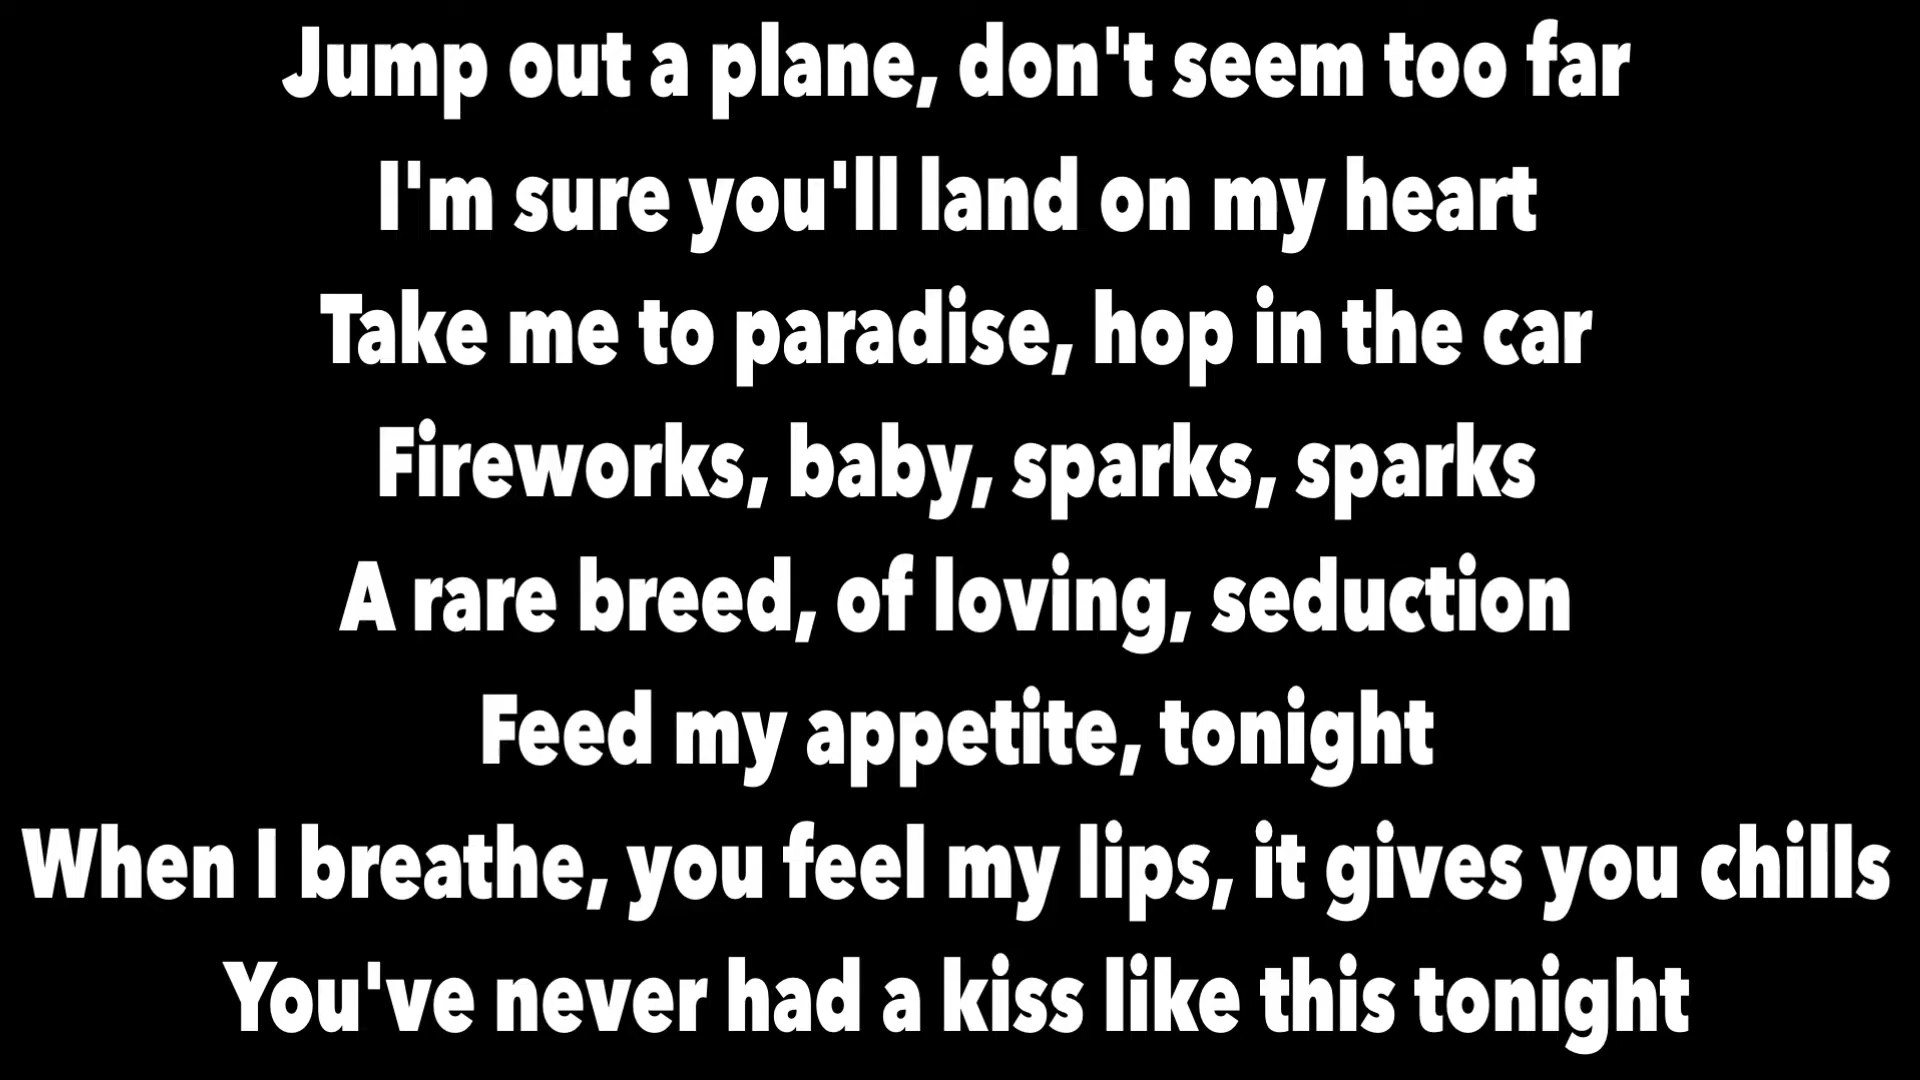 Jump out a plane, don't seem too far
I'm sure you'll land on my heart
Take me to paradise, hop in the car
Fireworks, baby, sparks, sparks
A rare breed, of loving, seduction
Feed my appetite, tonight
When I breathe, you feel my lips, it gives you chills
You've never had a kiss like this tonight